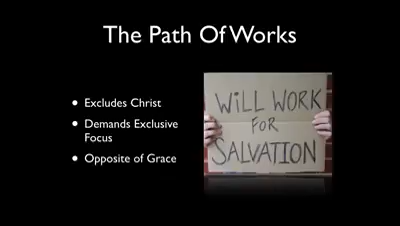 The Path Of Works
Excludes Christ
Demands Exclusive
Focus
Opposite of Grace
WiLL WORK
FOR
SALVATION